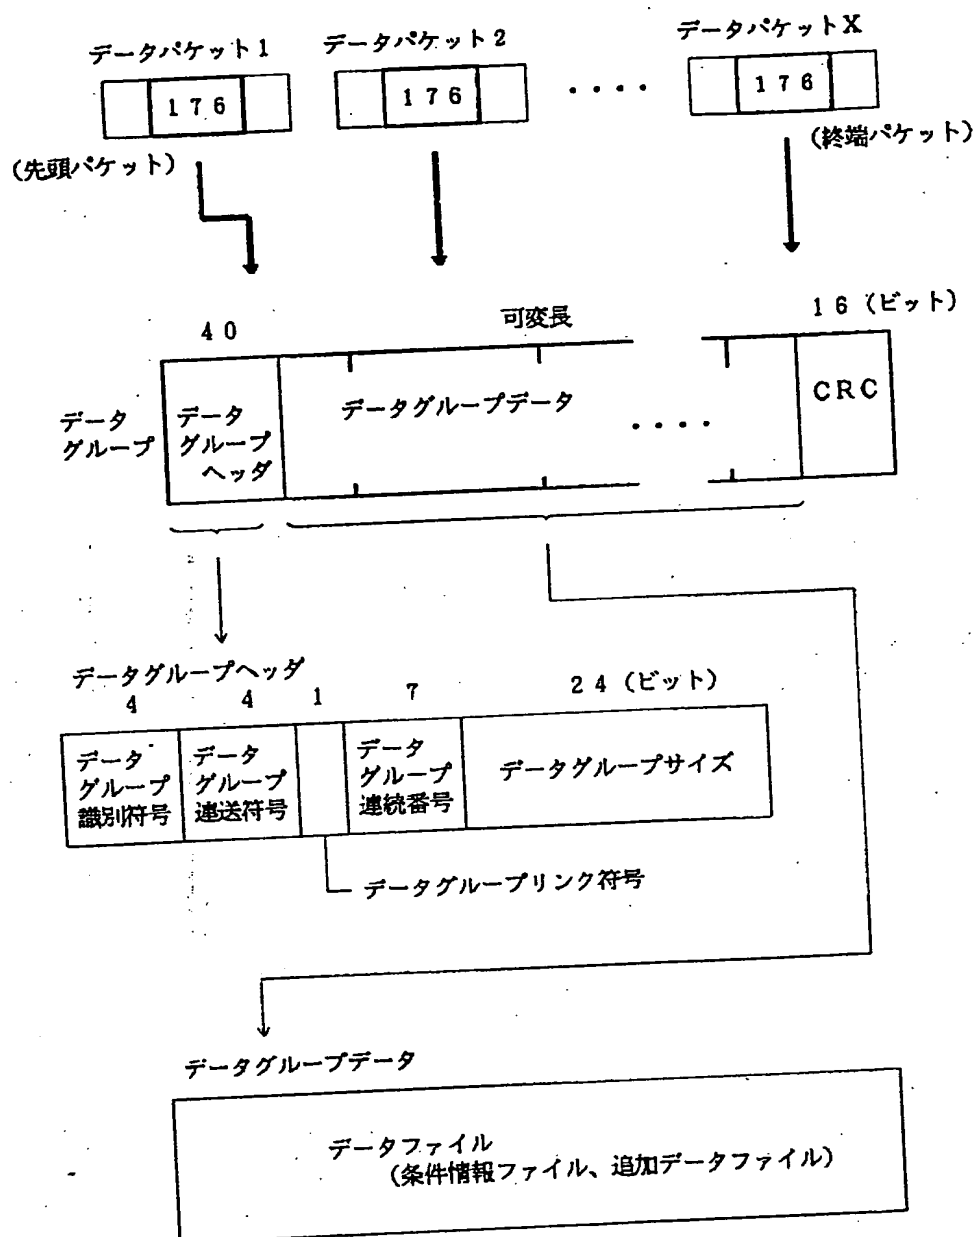 データパケット1
データパケット2
データパケットX
176
176
・・・・
176
(先頭パケット)
(終端パケット)
40
可変長
16(ビット)
データ
グループ
データ
グループ
ヘッダ
データグループデータ
・・・・
CRC
データグループヘッダ
4
4
1
7
24(ビット)
データ
グループ
識別符号
データ
グループ
連送符号
データ
グループ
連続番号
データグループサイズ
データグループリンク符号
データグループデータ
データファイル
(条件情報ファイル、追加データファイル)